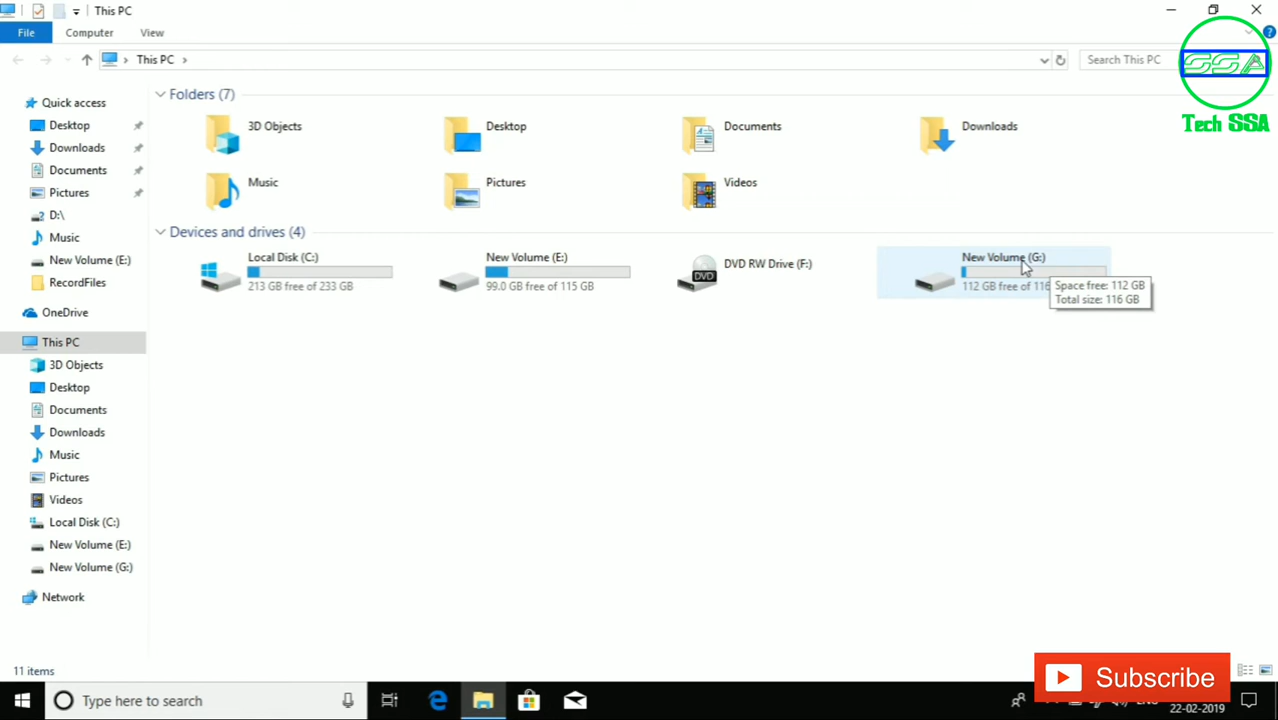 This PC
File Computer View
This PC
Search This PC
SSA
Tech SSA
Quick access
Desktop
Downloads
Documents
Pictures
D:\
Music
New Volume (E:)
RecordFiles
OneDrive
This PC
3D Objects
Desktop
Documents
Downloads
Music
Pictures
Videos
Local Disk (C:)
New Volume (E:)
New Volume (G:)
Network
Folders (7)
3D Objects
Desktop
Documents
Downloads
Music
Pictures
Videos
Devices and drives (4)
Local Disk (C:)
213 GB free of 233 GB
New Volume (E:)
99.0 GB free of 115 GB
DVD
DVD RW Drive (F:)
New Volume (G:)
112 GB free of 116
Space free: 112 GB
Total size: 116 GB
11 items
Subscribe
Type here to search
22-02-2019